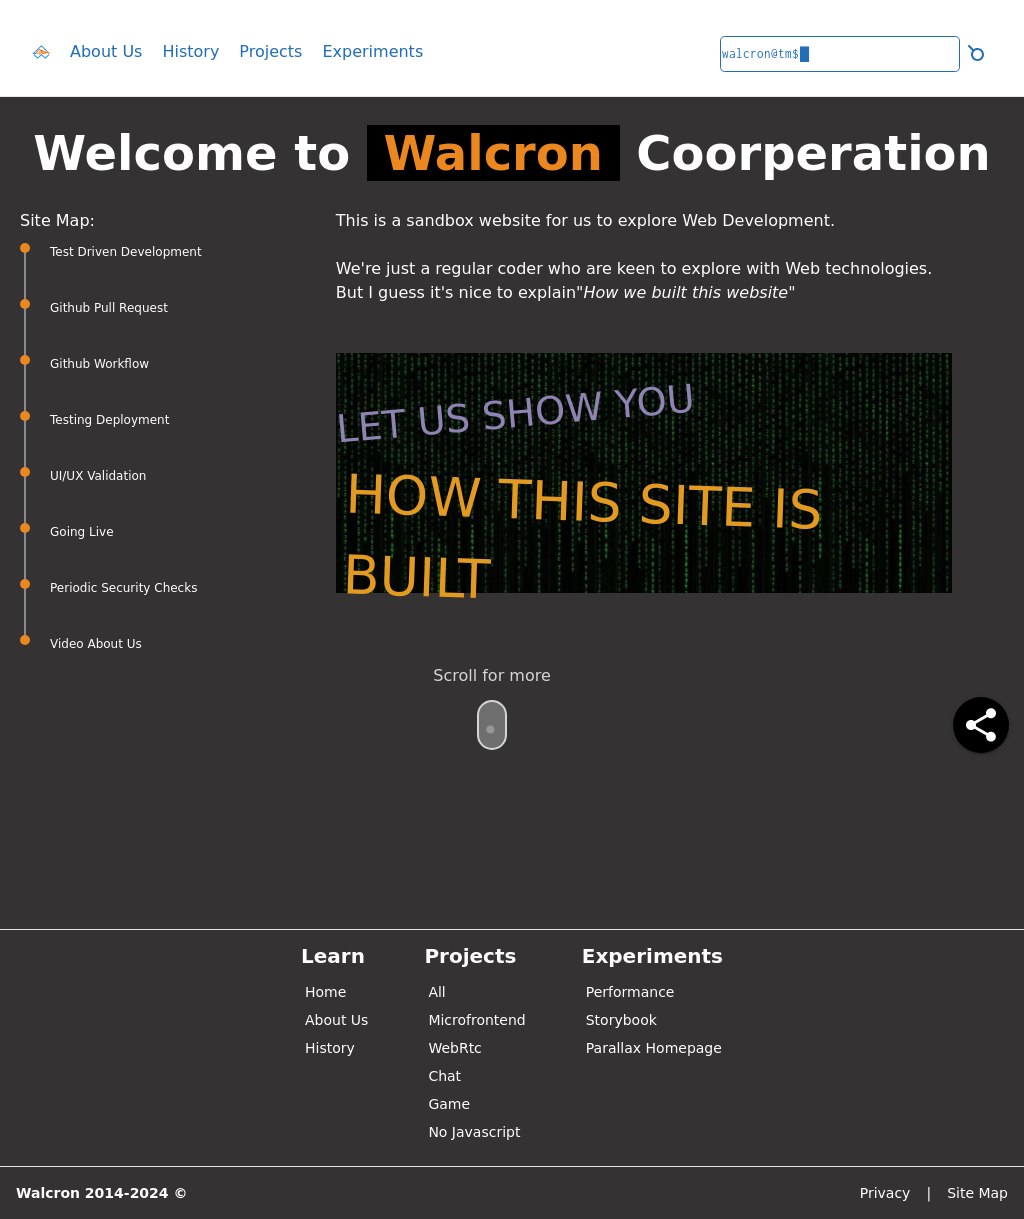 About Us History Projects Experiments
walcron@tm$
Welcome to Walcron Coorperation
Site Map:
Test Driven Development
Github Pull Request
Github Workflow
Testing Deployment
UI/UX Validation
Going Live
Periodic Security Checks
Video About Us
This is a sandbox website for us to explore Web Development.
We're just a regular coder who are keen to explore with Web technologies.
But I guess it's nice to explain"How we built this website"
LET US SHOW YOU
HOW THIS SITE IS
BUILT
Scroll for more
Learn
Home
About Us
History
Projects
All
Microfrontend
WebRtc
Chat
Game
No Javascript
Experiments
Performance
Storybook
Parallax Homepage
Walcron 2014-2024 ©
Privacy | Site Map